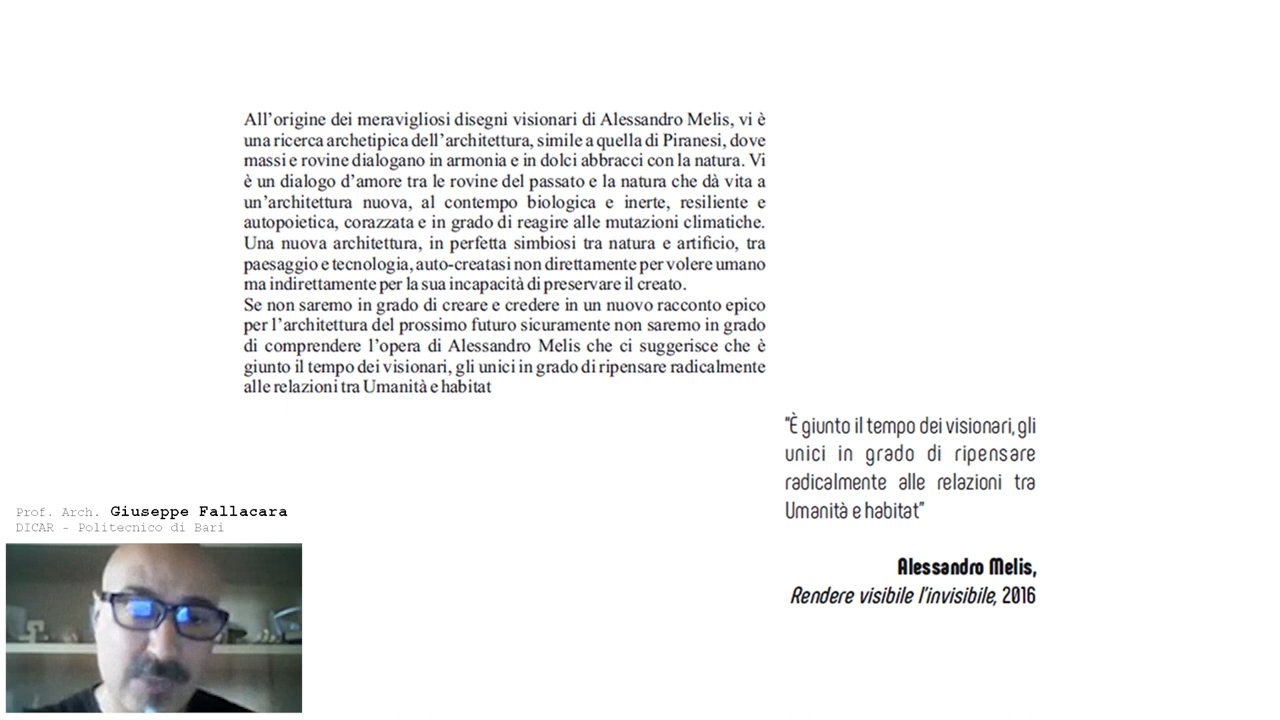 All’origine dei meravigliosi disegni visionari di Alessandro Melis, vi è
una ricerca archetipica dell’architettura, simile a quella di Piranesi, dove
massi e rovine dialogano in armonia e in dolci abbracci con la natura. Vi
è un dialogo d’amore tra le rovine del passato e la natura che dà vita a
un’architettura nuova, al contempo biologica e inerte, resiliente e
autopoietica, corazzata e in grado di reagire alle mutazioni climatiche.
Una nuova architettura, in perfetta simbiosi tra natura e artificio, tra
paesaggio e tecnologia, auto-creatasi non direttamente per volere umano
ma indirettamente per la sua incapacità di preservare il creato.
Se non saremo in grado di creare e credere in un nuovo racconto epico
per l’architettura del prossimo futuro sicuramente non saremo in grado
di comprendere l’opera di Alessandro Melis che ci suggerisce che è
giunto il tempo dei visionari, gli unici in grado di ripensare radicalmente
alle relazioni tra Umanità e habitat
“È giunto il tempo dei visionari, gli
unici in grado di ripensare
radicalmente alle relazioni tra
Umanità e habitat”
Alessandro Melis,
Rendere visibile l’invisibile, 2016
Prof. Arch. Giuseppe Fallacara
DICAR - Politecnico di Bari